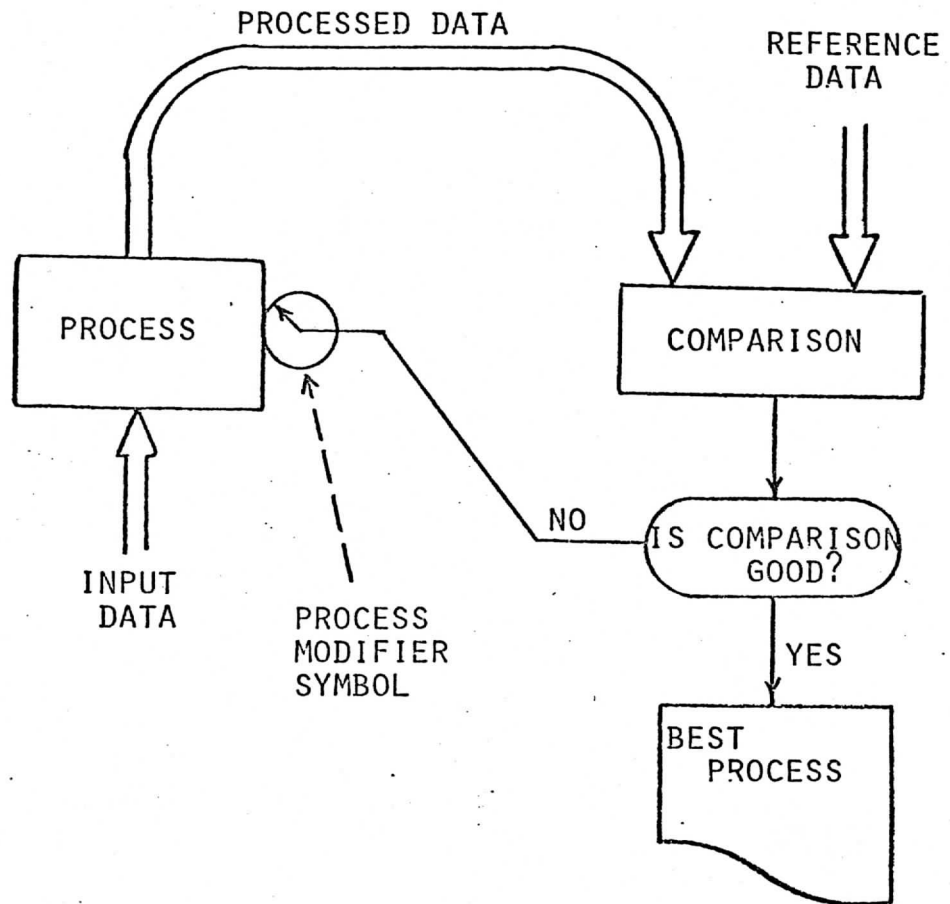 PROCESSED DATA
REFERENCE
DATA
PROCESS
COMPARISON
INPUT
DATA
PROCESS
MODIFIER
SYMBOL
NO
IS COMPARISON
GOOD?
YES
BEST
PROCESS